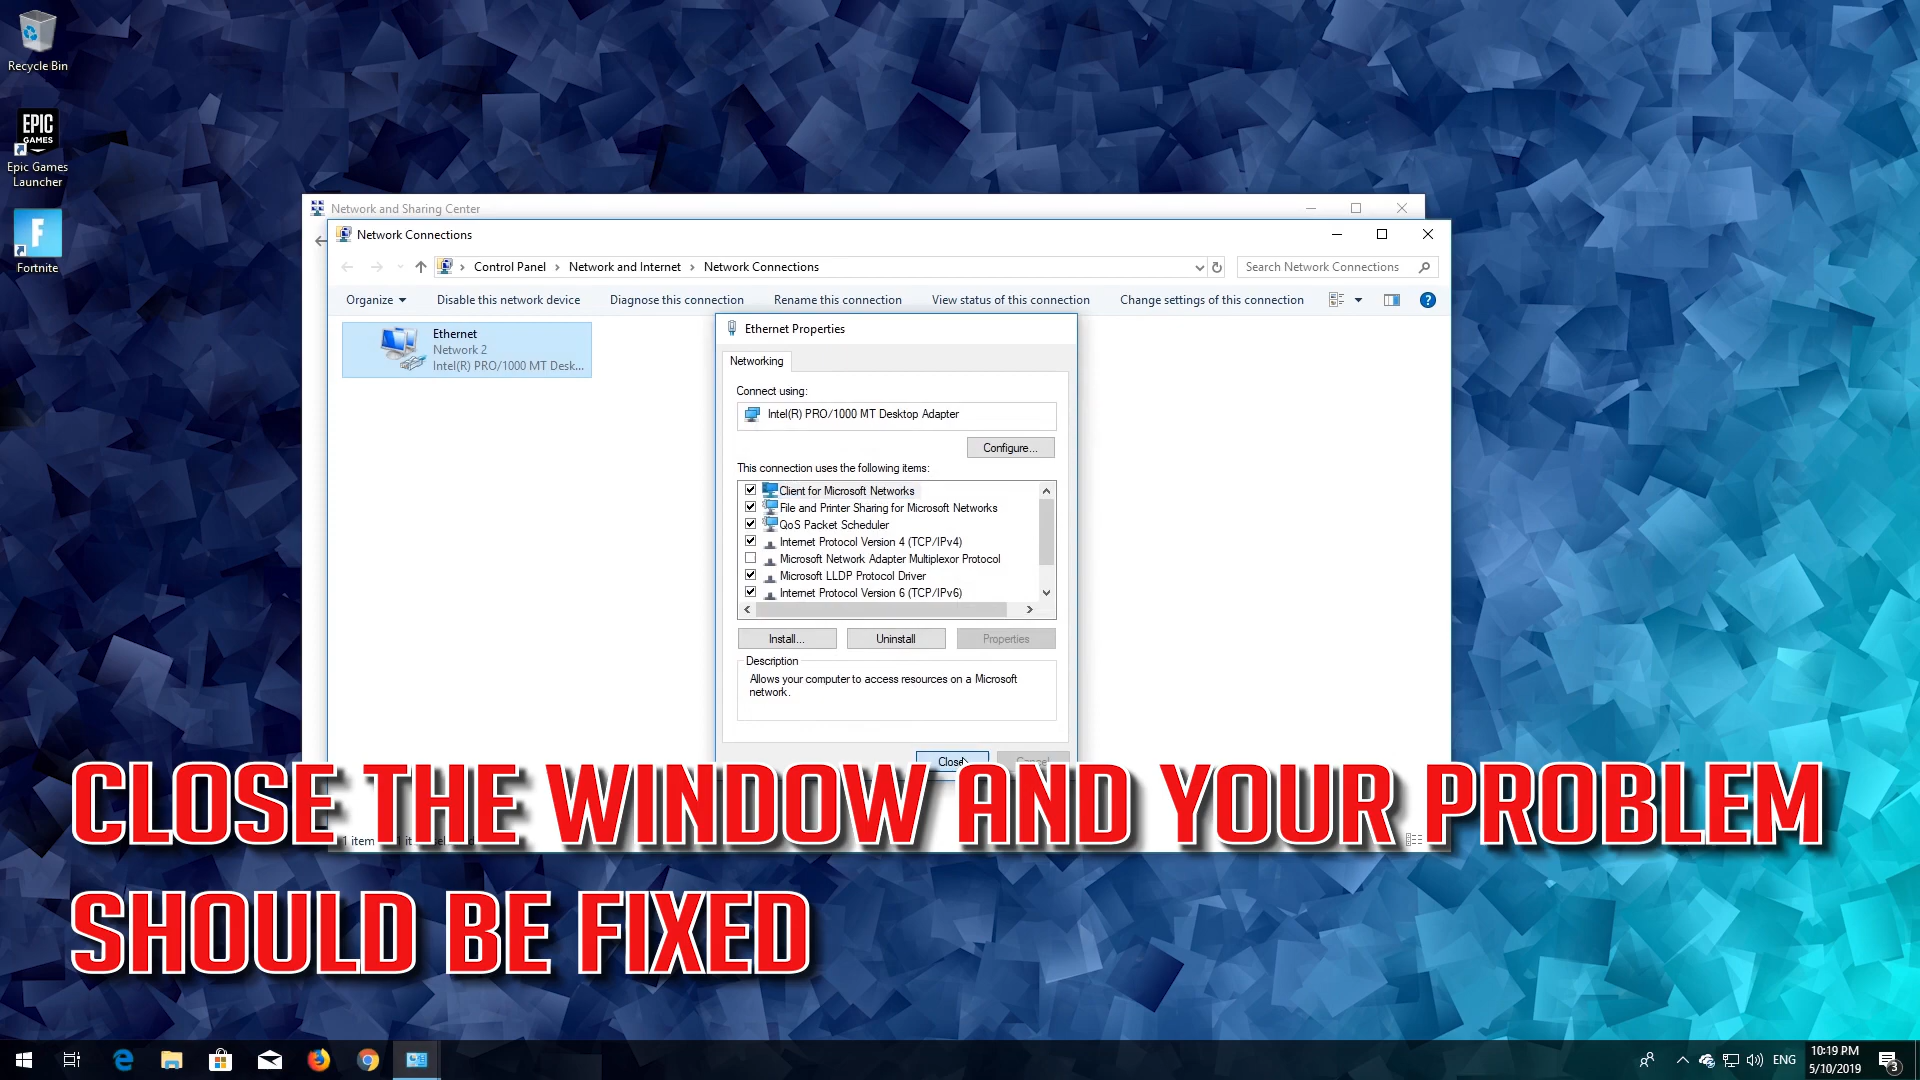 Recycle Bin
EPIC
GAMES
Epic Games
Launcher
F
Fortnite
Network and Sharing Center
Network Connections
Control Panel > Network and Internet > Network Connections
Search Network Connections
Organize
Disable this network device
Diagnose this connection
Rename this connection
View status of this connection
Change settings of this connection
Ethernet
Network 2
Intel(R) PRO/1000 MT Desk...
Ethernet Properties
Networking
Connect using:
Intel(R) PRO/1000 MT Desktop Adapter
Configure...
This connection uses the following items:
Client for Microsoft Networks
File and Printer Sharing for Microsoft Networks
QoS Packet Scheduler
Internet Protocol Version 4 (TCP/IPv4)
Microsoft Network Adapter Multiplexor Protocol
Microsoft LLDP Protocol Driver
Internet Protocol Version 6 (TCP/IPv6)
Install...
Uninstall
Properties
Description
Allows your computer to access resources on a Microsoft
network.
Close
Cancel
1 item
CLOSE THE WINDOW AND YOUR PROBLEM
SHOULD BE FIXED
ENG
10:19 PM
5/10/2019
3